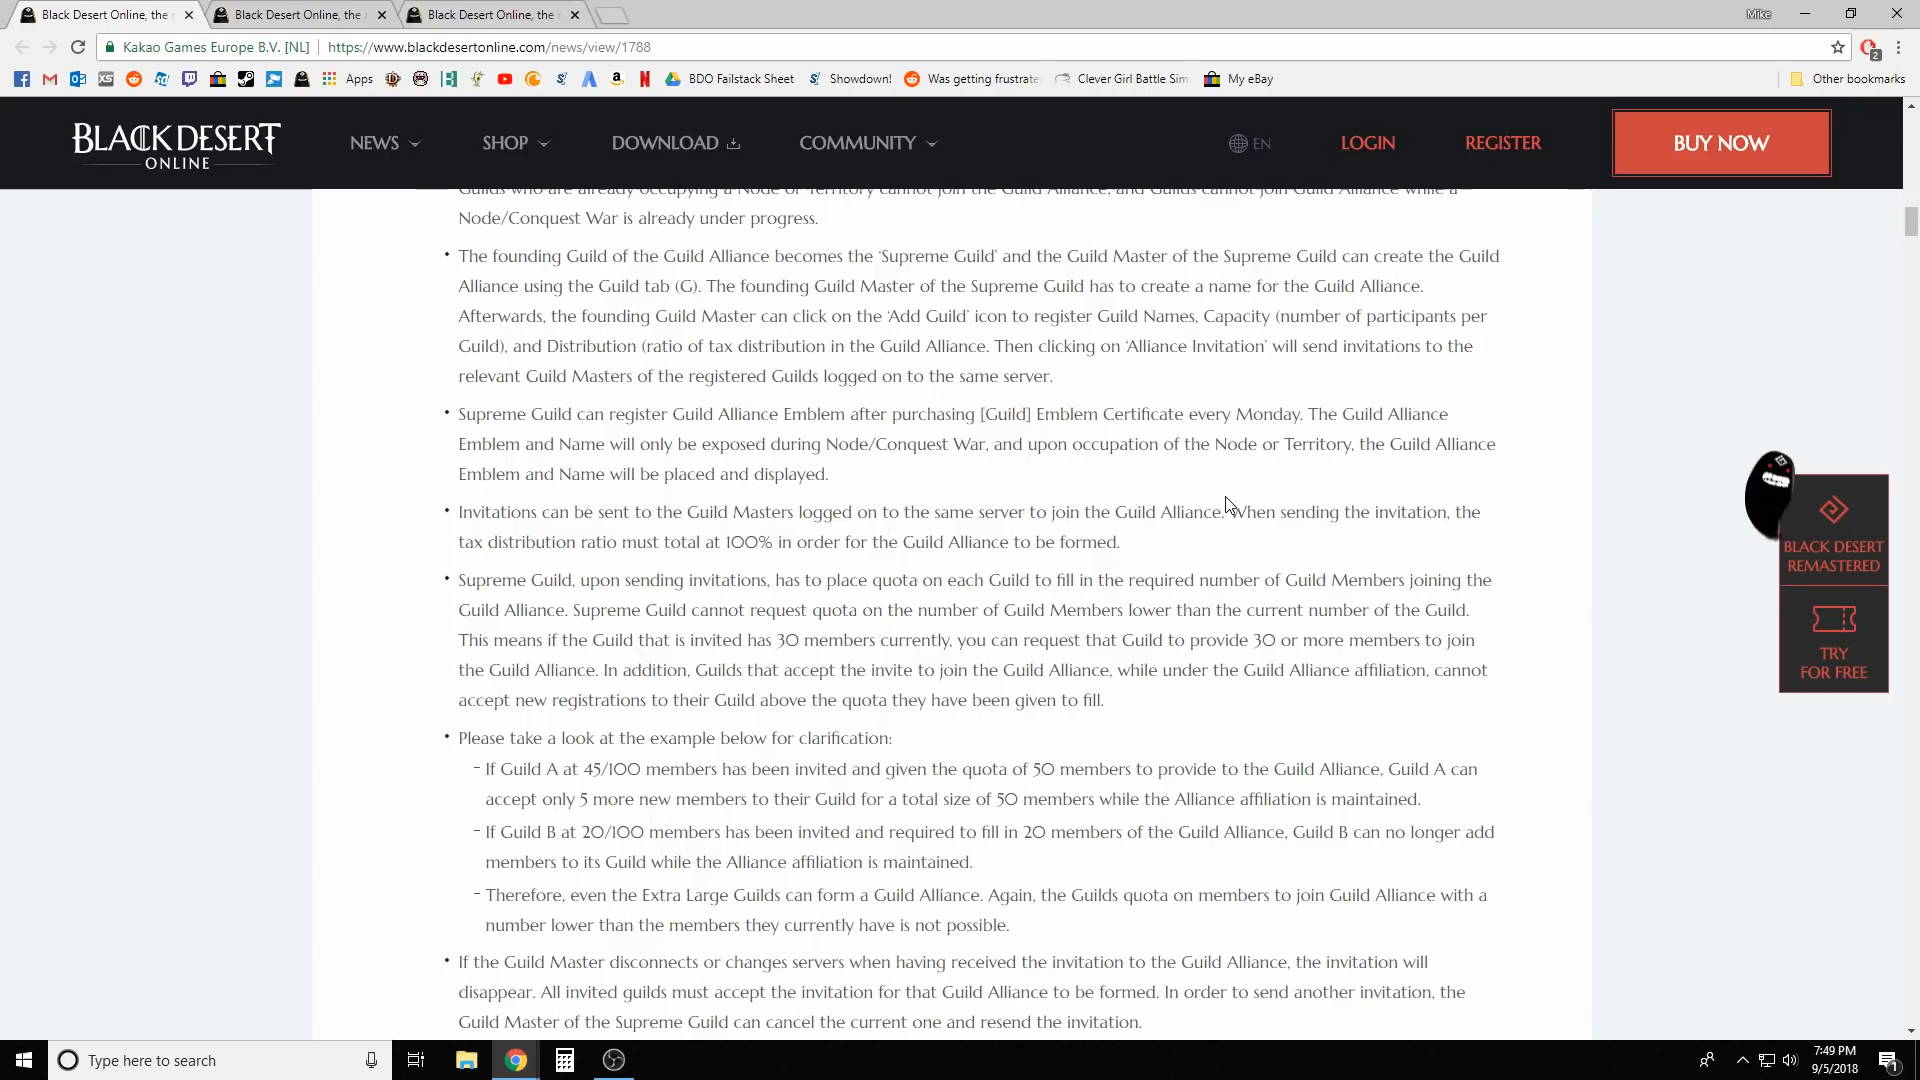 Black Desert Online, the
Black Desert Online, the
Black Desert Online, the
Mike
Kakao Games Europe B.V. [NL]
https://www.blackdesertonline.com/news/view/1788
2
Apps
BDO Failstack Sheet
Showdown!
Was getting frustrate
Clever Girl Battle Sim
My eBay
Other bookmarks
BLACK DESERT
ONLINE
NEWS
SHOP
DOWNLOAD
COMMUNITY
EN
LOGIN
REGISTER
BUY NOW
Guilds who are already occupying a Node or Territory cannot join the Guild Alliance, and Guilds cannot join Guild Alliance while a
Node/Conquest War is already under progress.
• The founding Guild of the Guild Alliance becomes the ‘Supreme Guild’ and the Guild Master of the Supreme Guild can create the Guild
Alliance using the Guild tab (G). The founding Guild Master of the Supreme Guild has to create a name for the Guild Alliance.
Afterwards, the founding Guild Master can click on the ‘Add Guild’ icon to register Guild Names, Capacity (number of participants per
Guild), and Distribution (ratio of tax distribution in the Guild Alliance. Then clicking on ‘Alliance Invitation’ will send invitations to the
relevant Guild Masters of the registered Guilds logged on to the same server.
• Supreme Guild can register Guild Alliance Emblem after purchasing [Guild] Emblem Certificate every Monday. The Guild Alliance
Emblem and Name will only be exposed during Node/Conquest War, and upon occupation of the Node or Territory, the Guild Alliance
Emblem and Name will be placed and displayed.
• Invitations can be sent to the Guild Masters logged on to the same server to join the Guild Alliance. When sending the invitation, the
tax distribution ratio must total at 100% in order for the Guild Alliance to be formed.
• Supreme Guild, upon sending invitations, has to place quota on each Guild to fill in the required number of Guild Members joining the
Guild Alliance. Supreme Guild cannot request quota on the number of Guild Members lower than the current number of the Guild.
This means if the Guild that is invited has 30 members currently, you can request that Guild to provide 30 or more members to join
the Guild Alliance. In addition, Guilds that accept the invite to join the Guild Alliance, while under the Guild Alliance affiliation, cannot
accept new registrations to their Guild above the quota they have been given to fill.
• Please take a look at the example below for clarification:
- If Guild A at 45/100 members has been invited and given the quota of 50 members to provide to the Guild Alliance, Guild A can
accept only 5 more new members to their Guild for a total size of 50 members while the Alliance affiliation is maintained.
- If Guild B at 20/100 members has been invited and required to fill in 20 members of the Guild Alliance, Guild B can no longer add
members to its Guild while the Alliance affiliation is maintained.
- Therefore, even the Extra Large Guilds can form a Guild Alliance. Again, the Guilds quota on members to join Guild Alliance with a
number lower than the members they currently have is not possible.
• If the Guild Master disconnects or changes servers when having received the invitation to the Guild Alliance, the invitation will
disappear. All invited guilds must accept the invitation for that Guild Alliance to be formed. In order to send another invitation, the
Guild Master of the Supreme Guild can cancel the current one and resend the invitation.
BLACK DESERT
REMASTERED
TRY
FOR FREE
Type here to search
7:49 PM
9/5/2018
1